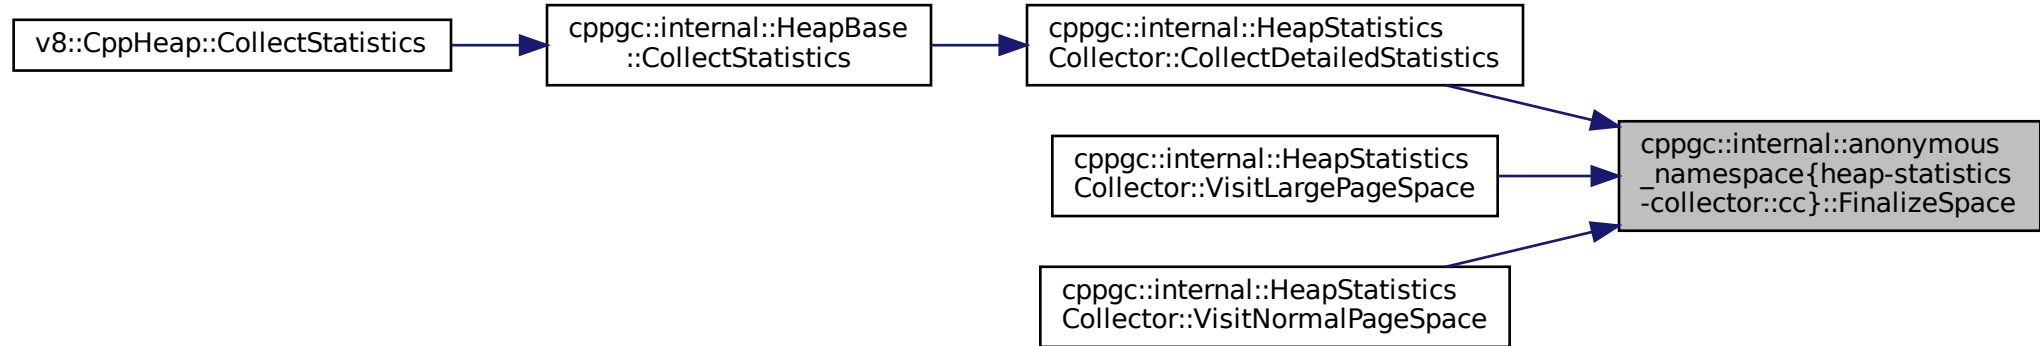 v8::CppHeap::CollectStatistics
cppgc::internal::HeapBase
::CollectStatistics
cppgc::internal::HeapStatistics
Collector::CollectDetailedStatistics
cppgc::internal::HeapStatistics
Collector::VisitLargePageSpace
cppgc::internal::HeapStatistics
Collector::VisitNormalPageSpace
cppgc::internal::anonymous
_namespace{heap-statistics
-collector::cc}::FinalizeSpace